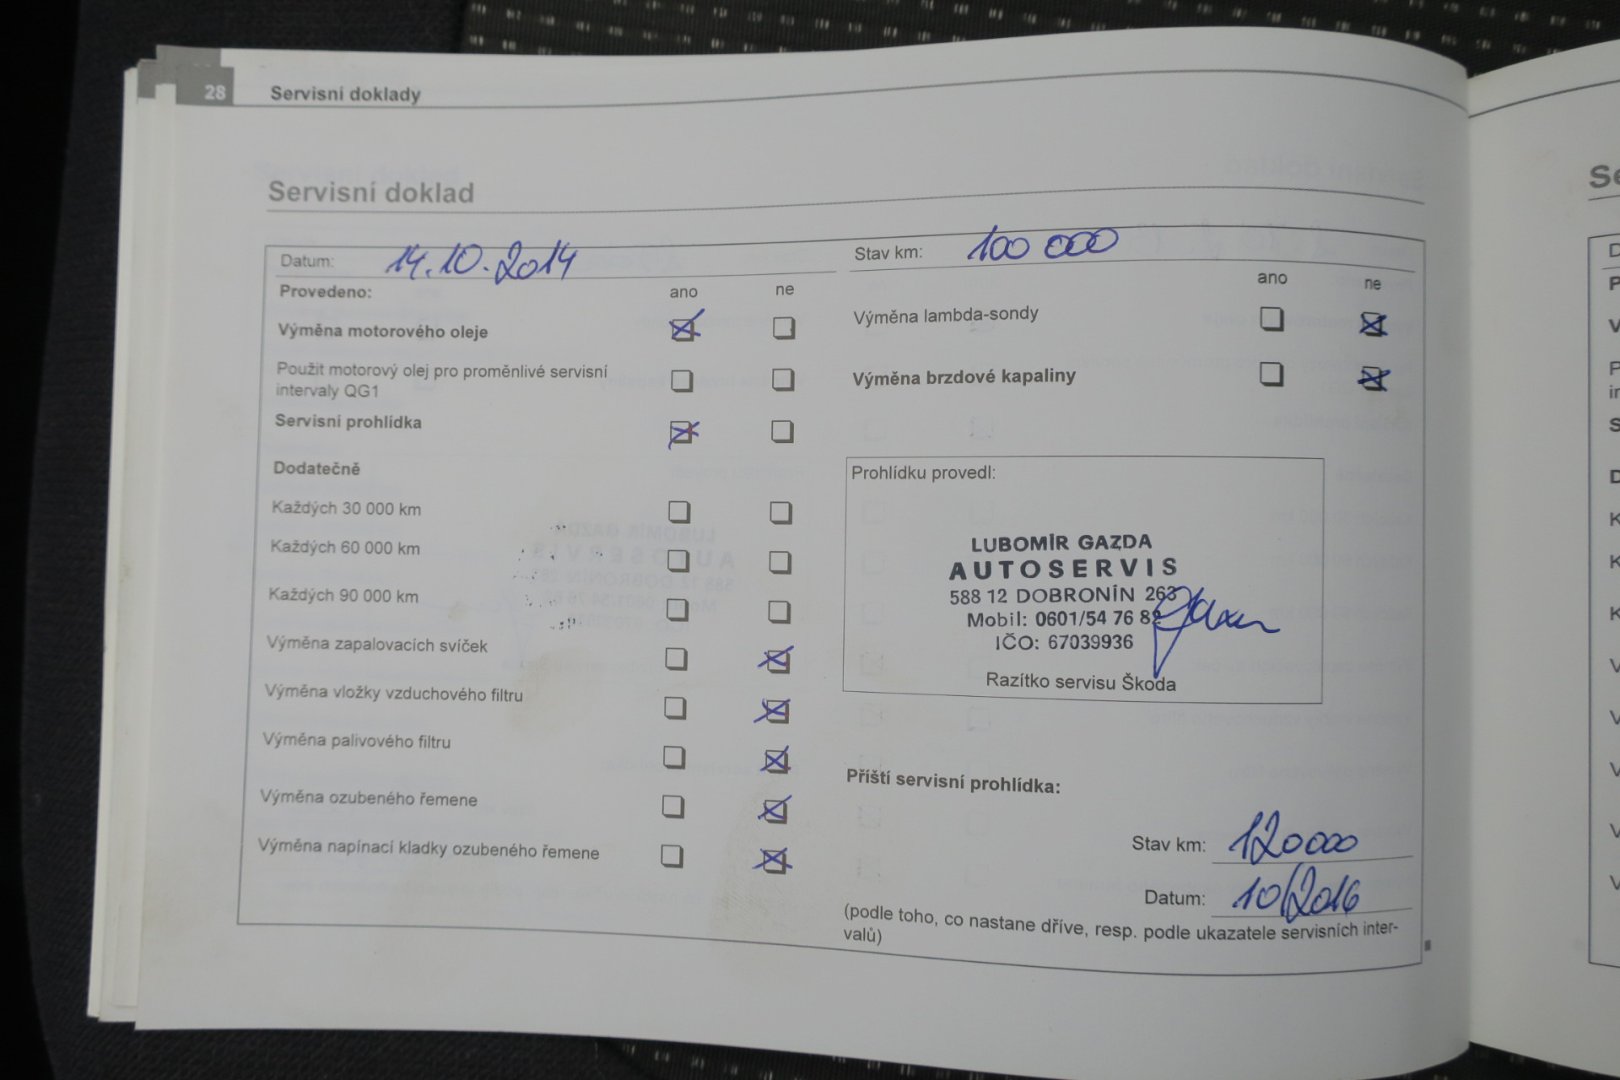 28 Servisní doklady
Servisní doklad
Datum: 14.10.2014
Provedeno: ano ne
Výměna motorového oleje
Použit motorový olej pro proměnlivé servisní
intervaly QG1
Servisní prohlídka
Dodatečně
Každých 30 000 km
Každých 60 000 km
Každých 90 000 km
Výměna zapalovacích svíček
Výměna vložky vzduchového filtru
Výměna palivového filtru
Výměna ozubeného řemene
Výměna napínací kladky ozubeného řemene
Stav km: 100 000
ano ne
Výměna lambda-sondy
Výměna brzdové kapaliny
Prohlídku provedl:
LUBOMÍR GAZDA
AUTOSERVIS
588 12 DOBRONÍN 263
Mobil: 0601/54 76 82
IČO: 67039936
Razítko servisu Škoda
Příští servisní prohlídka:
Stav km: 120000
Datum: 10/2016
(podle toho, co nastane dříve, resp. podle ukazatele servisních inter-
valů)